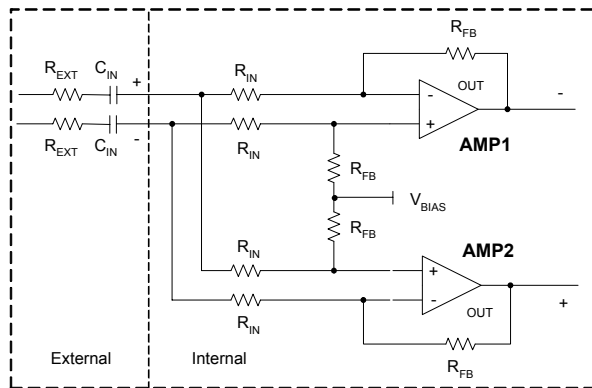 R_FB
R_EXT C_IN + R_IN - OUT -
R_EXT C_IN - R_IN + AMP1
R_FB
V_BIAS
R_FB
AMP2
R_IN +
R_IN - OUT +
External Internal R_FB